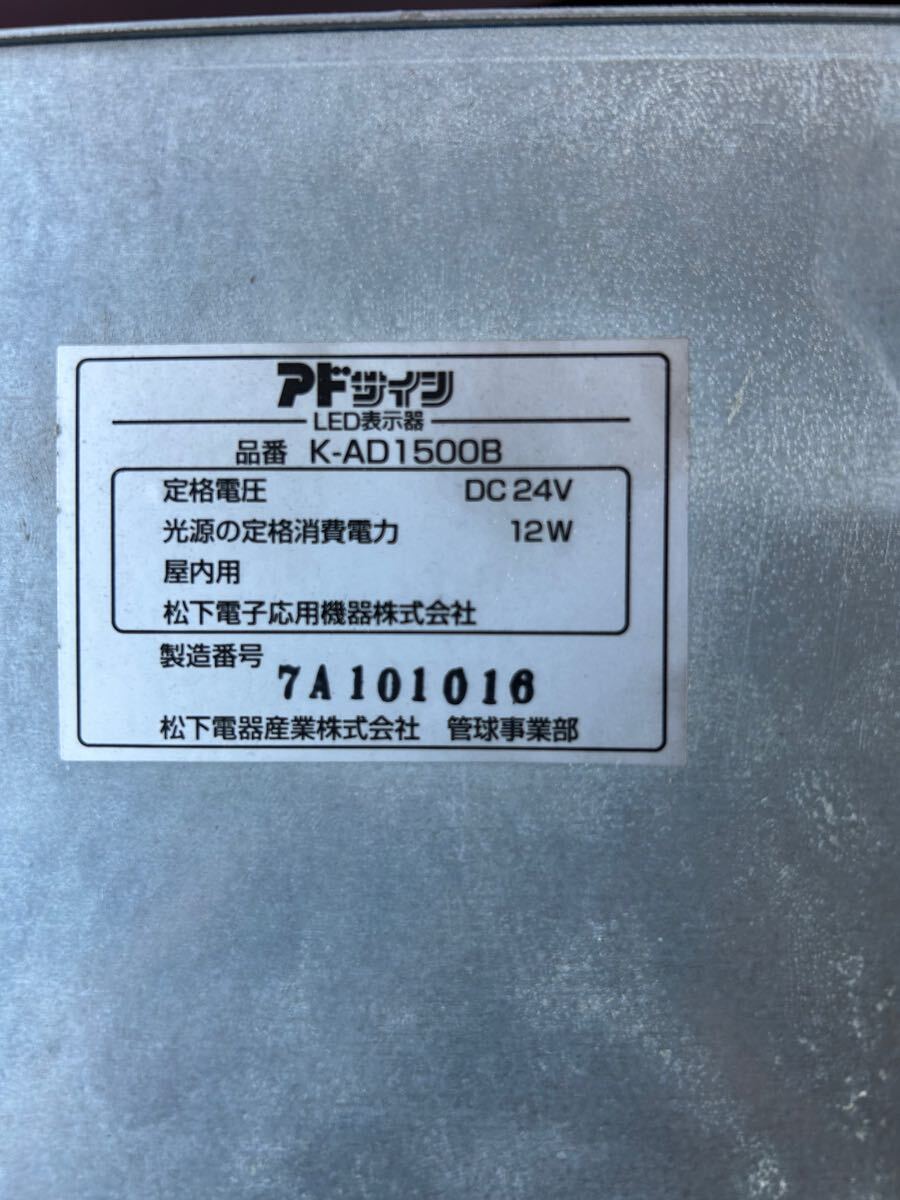 アドサイン
LED表示器
品番 K-AD1500B
定格電圧 DC24V
光源の定格消費電力 12W
屋内用
松下電子応用機器株式会社
製造番号 7A101016
松下電器産業株式会社 管球事業部